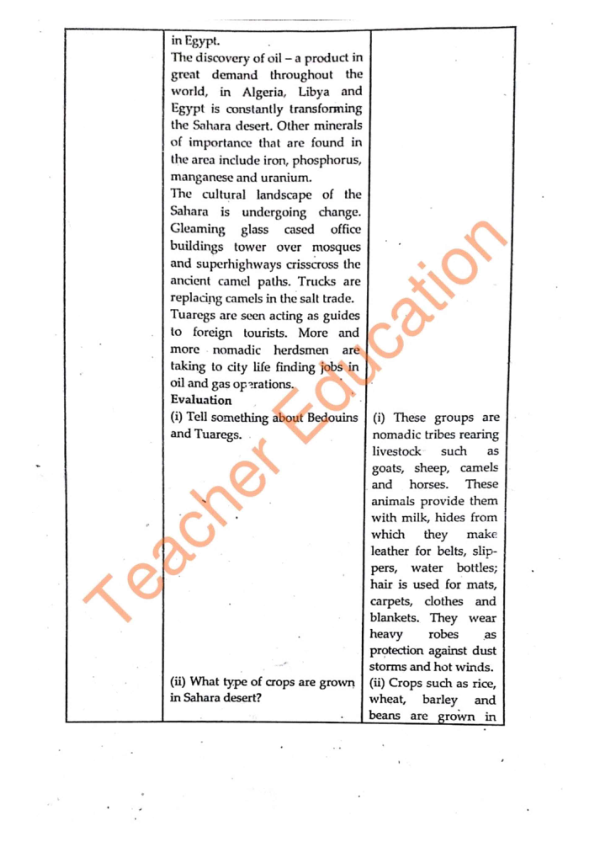 in Egypt.
The discovery of oil – a product in
great demand throughout the
world, in Algeria, Libya and
Egypt is constantly transforming
the Sahara desert. Other minerals
of importance that are found in
the area include iron, phosphorus,
manganese and uranium.
The cultural landscape of the
Sahara is undergoing change.
Gleaming glass cased office
buildings tower over mosques
and superhighways crisscross the
ancient camel paths. Trucks are
replacing camels in the salt trade.
Tuaregs are seen acting as guides
to foreign tourists. More and
more nomadic herdsmen are
taking to city life finding jobs in
oil and gas operations.
Evaluation
(i) Tell something about Bedouins
and Tuaregs.
(i) These groups are
nomadic tribes rearing
livestock such as
goats, sheep, camels
and horses. These
animals provide them
with milk, hides from
which they make
leather for belts, slip-
pers, water bottles;
hair is used for mats,
carpets, clothes and
blankets. They wear
heavy robes as
protection against dust
storms and hot winds.
(ii) What type of crops are grown
in Sahara desert?
(ii) Crops such as rice,
wheat, barley and
beans are grown in
Teacher Education